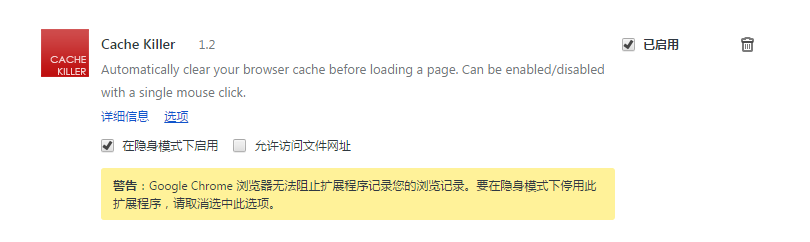 CACHE
KILLER
Cache Killer 1.2
已启用
Automatically clear your browser cache before loading a page. Can be enabled/disabled
with a single mouse click.
详细信息 选项
在隐身模式下启用 允许访问文件网址
警告：Google Chrome 浏览器无法阻止扩展程序记录您的浏览记录。要在隐身模式下停用此
扩展程序，请取消选中此选项。